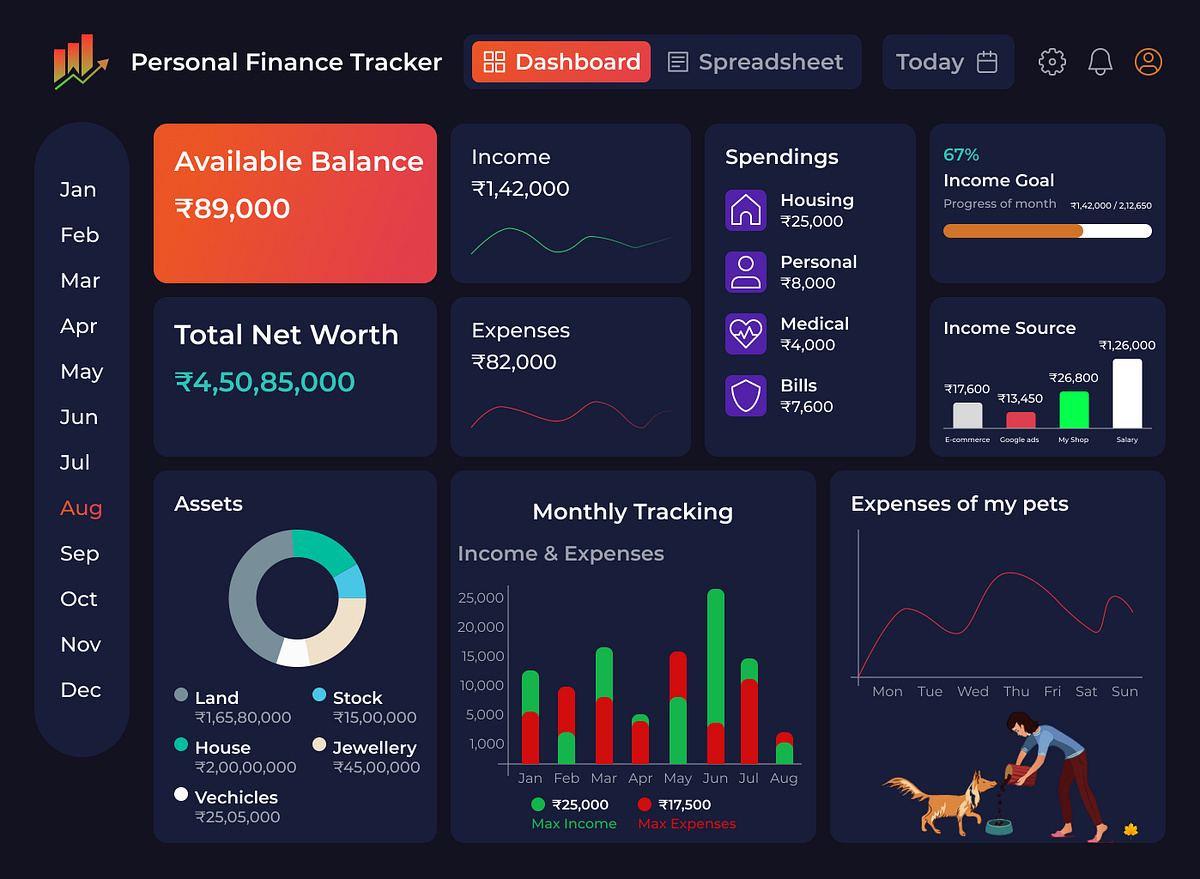 Personal Finance Tracker
Dashboard
Spreadsheet
Today
Jan
Feb
Mar
Apr
May
Jun
Jul
Aug
Sep
Oct
Nov
Dec
Available Balance
₹89,000
Income
₹1,42,000
Spendings
Housing
₹25,000
Personal
₹8,000
Medical
₹4,000
Bills
₹7,600
67%
Income Goal
Progress of month ₹1,42,000 / 2,12,650
Total Net Worth
₹4,50,85,000
Expenses
₹82,000
Income Source
₹17,600
₹13,450
₹26,800
₹1,26,000
E-commerce Google ads My Shop Salary
Assets
Land
₹1,65,80,000
Stock
₹15,00,000
House
₹2,00,00,000
Jewellery
₹45,00,000
Vechicles
₹25,05,000
Monthly Tracking
Income & Expenses
25,000
20,000
15,000
10,000
5,000
1,000
Jan Feb Mar Apr May Jun Jul Aug
₹25,000
Max Income
₹17,500
Max Expenses
Expenses of my pets
Mon Tue Wed Thu Fri Sat Sun